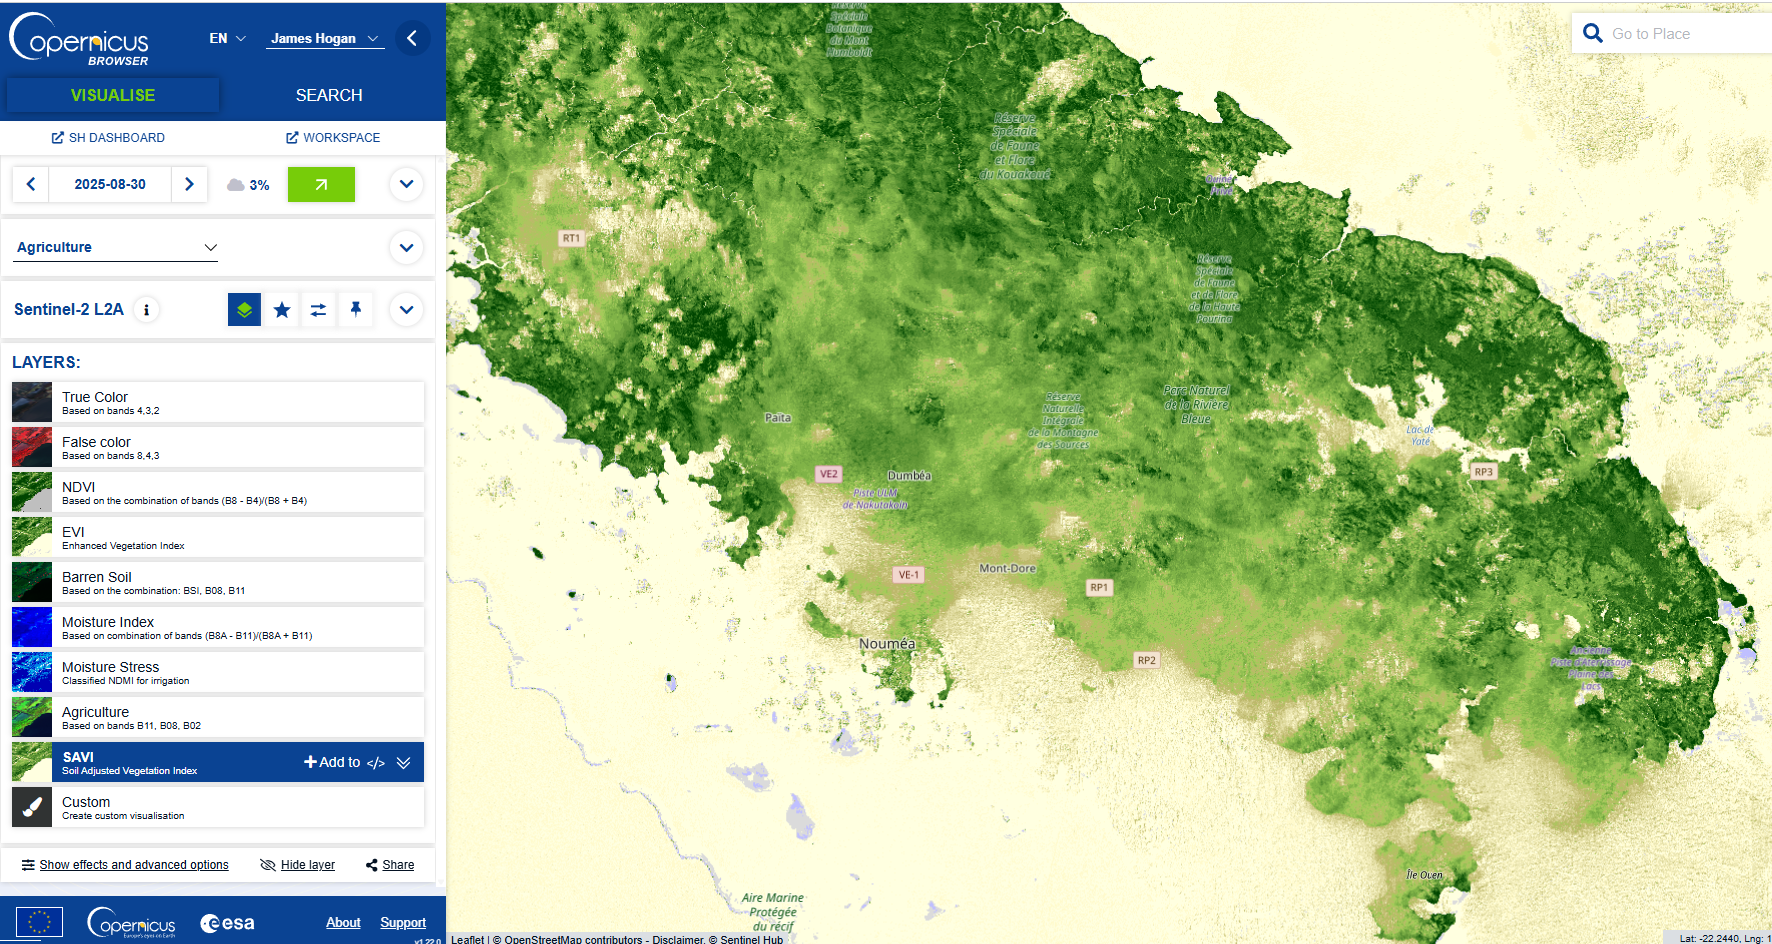 Copernicus
BROWSER
EN
James Hogan
VISUALISE
SEARCH
SH DASHBOARD
WORKSPACE
2025-08-30
3%
Agriculture
Sentinel-2 L2A
LAYERS:
True Color
Based on bands 4,3,2
False color
Based on bands 8,4,3
NDVI
Based on the combination of bands (B8 - B4)/(B8 + B4)
EVI
Enhanced Vegetation Index
Barren Soil
Based on the combination: BSI, B08, B11
Moisture Index
Based on combination of bands (B8A - B11)/(B8A + B11)
Moisture Stress
Classified NDMI for irrigation
Agriculture
Based on bands B11, B08, B02
SAVI
Soil Adjusted Vegetation Index
+Add to </>
Custom
Create custom visualisation
Show effects and advanced options
Hide layer
Share
Copernicus
Europe's eyes on Earth
esa
About
Support
v1.22.0
Go to Place
Réserve
Spéciale
Botanique
du Mont
Humboldt
Réserve
Spéciale
de Faune
et Flore
du Kouakoué
Ouiné
Privé
RT1
Réserve
Spéciale
de Faune
et de Flore
de la Haute
Pourina
Parc Naturel
de la Rivière
Bleue
Réserve
Naturelle
Intégrale
de la Montagne
des Sources
Païta
Lac de
Yaté
RP3
VE2
Dumbéa
Piste ULM
de Nakutakoin
VE-1
Mont-Dore
RP1
Nouméa
RP2
Ancienne
Piste d'Atterrissage
Plaine des
Lacs
Île Ouen
Aire Marine
Protégée
du récif
Leaflet | © OpenStreetMap contributors - Disclaimer, © Sentinel Hub
Lat: -22.2440, Lng: 1